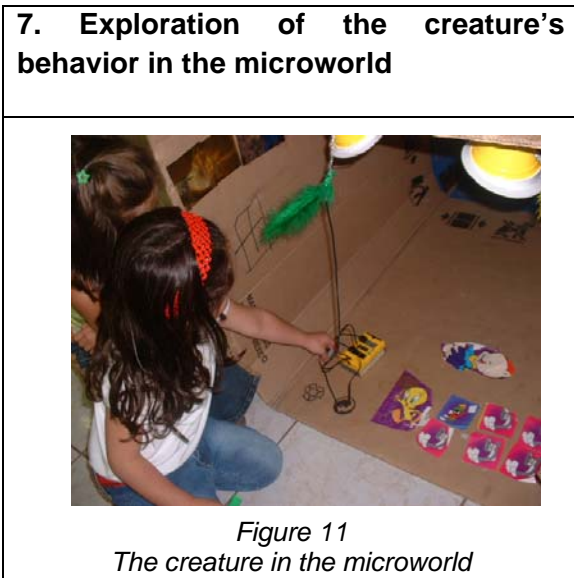 7. Exploration of the creature's
behavior in the microworld
Figure 11
The creature in the microworld